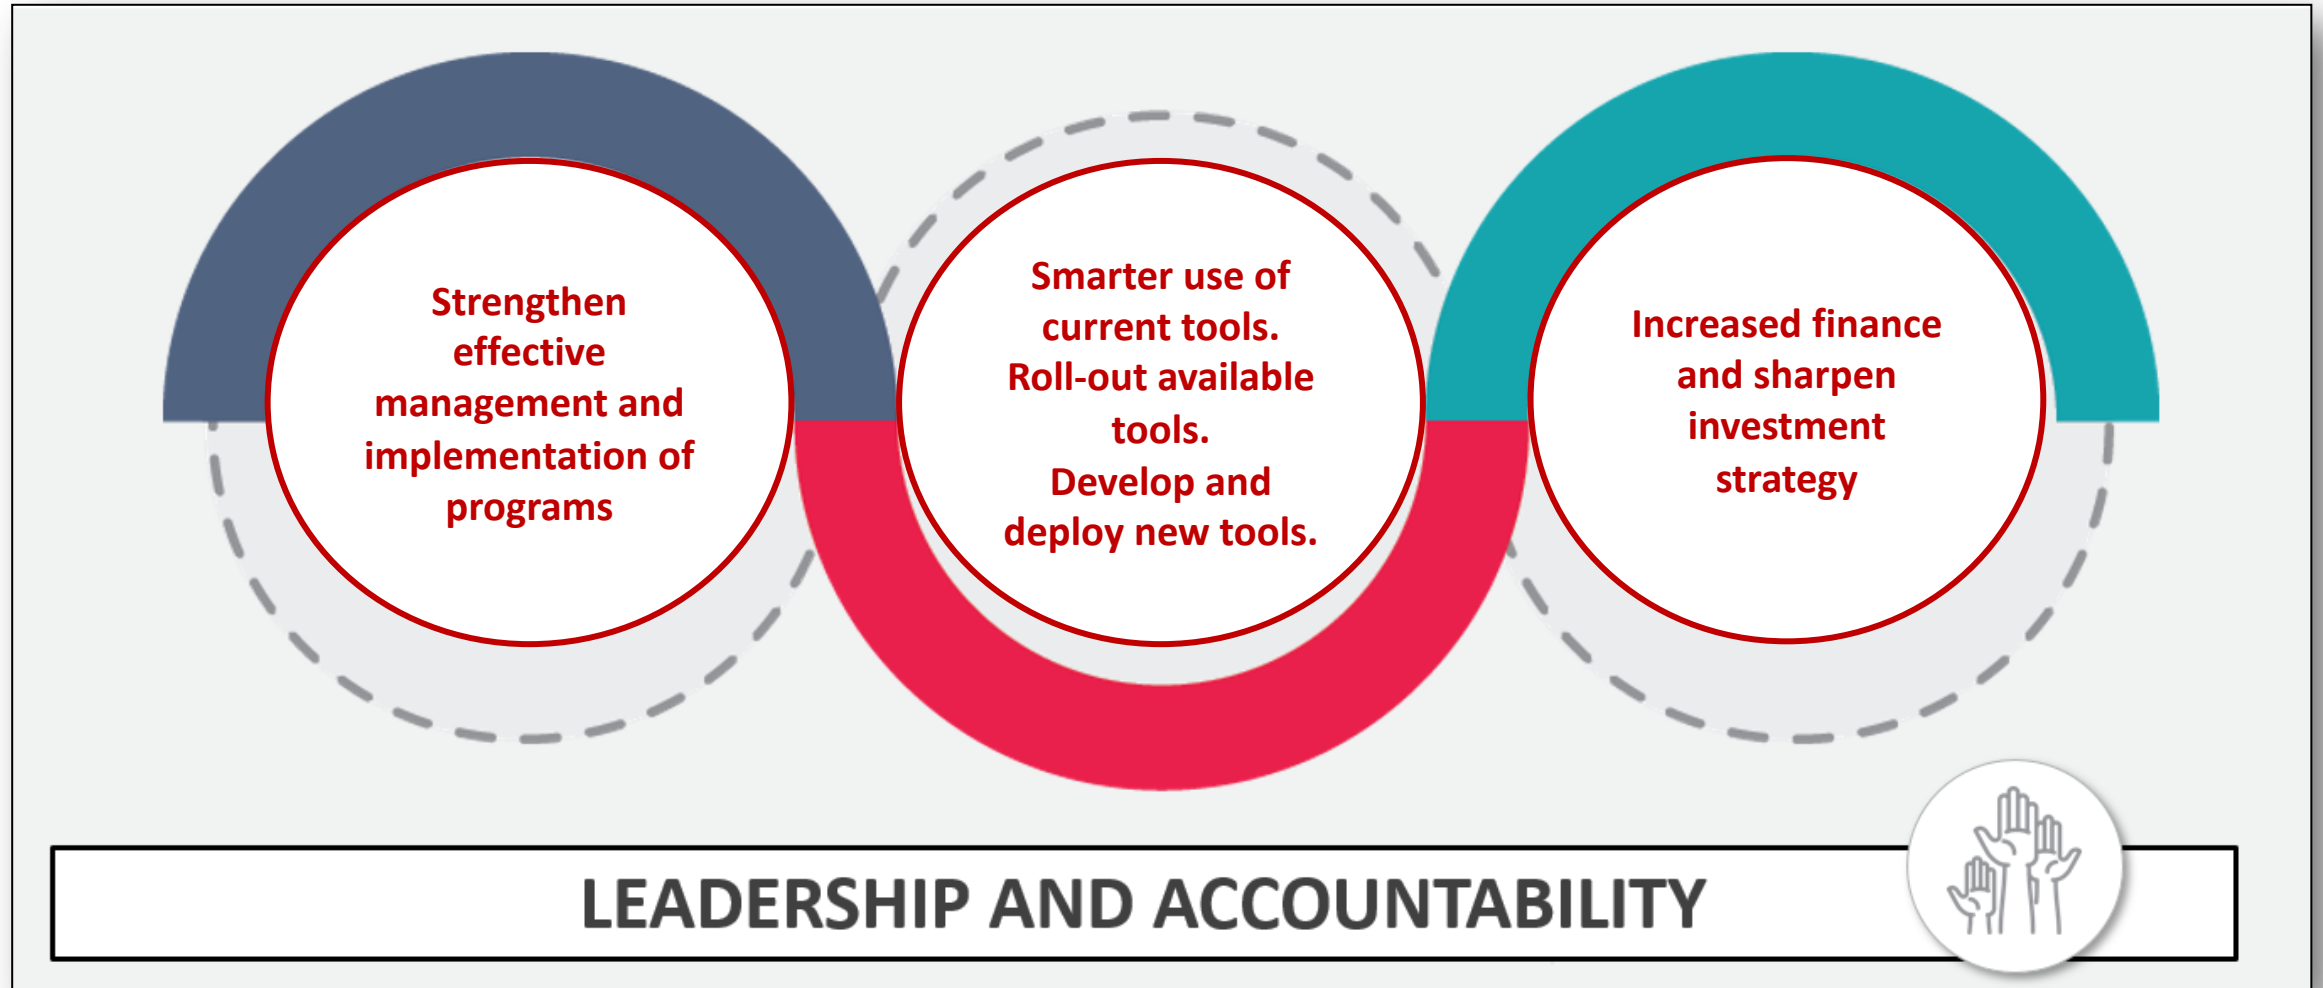 Strengthen
effective
management and
implementation of
programs
Smarter use of
current tools.
Roll-out available
tools.
Develop and
deploy new tools.
Increased finance
and sharpen
investment
strategy
LEADERSHIP AND ACCOUNTABILITY